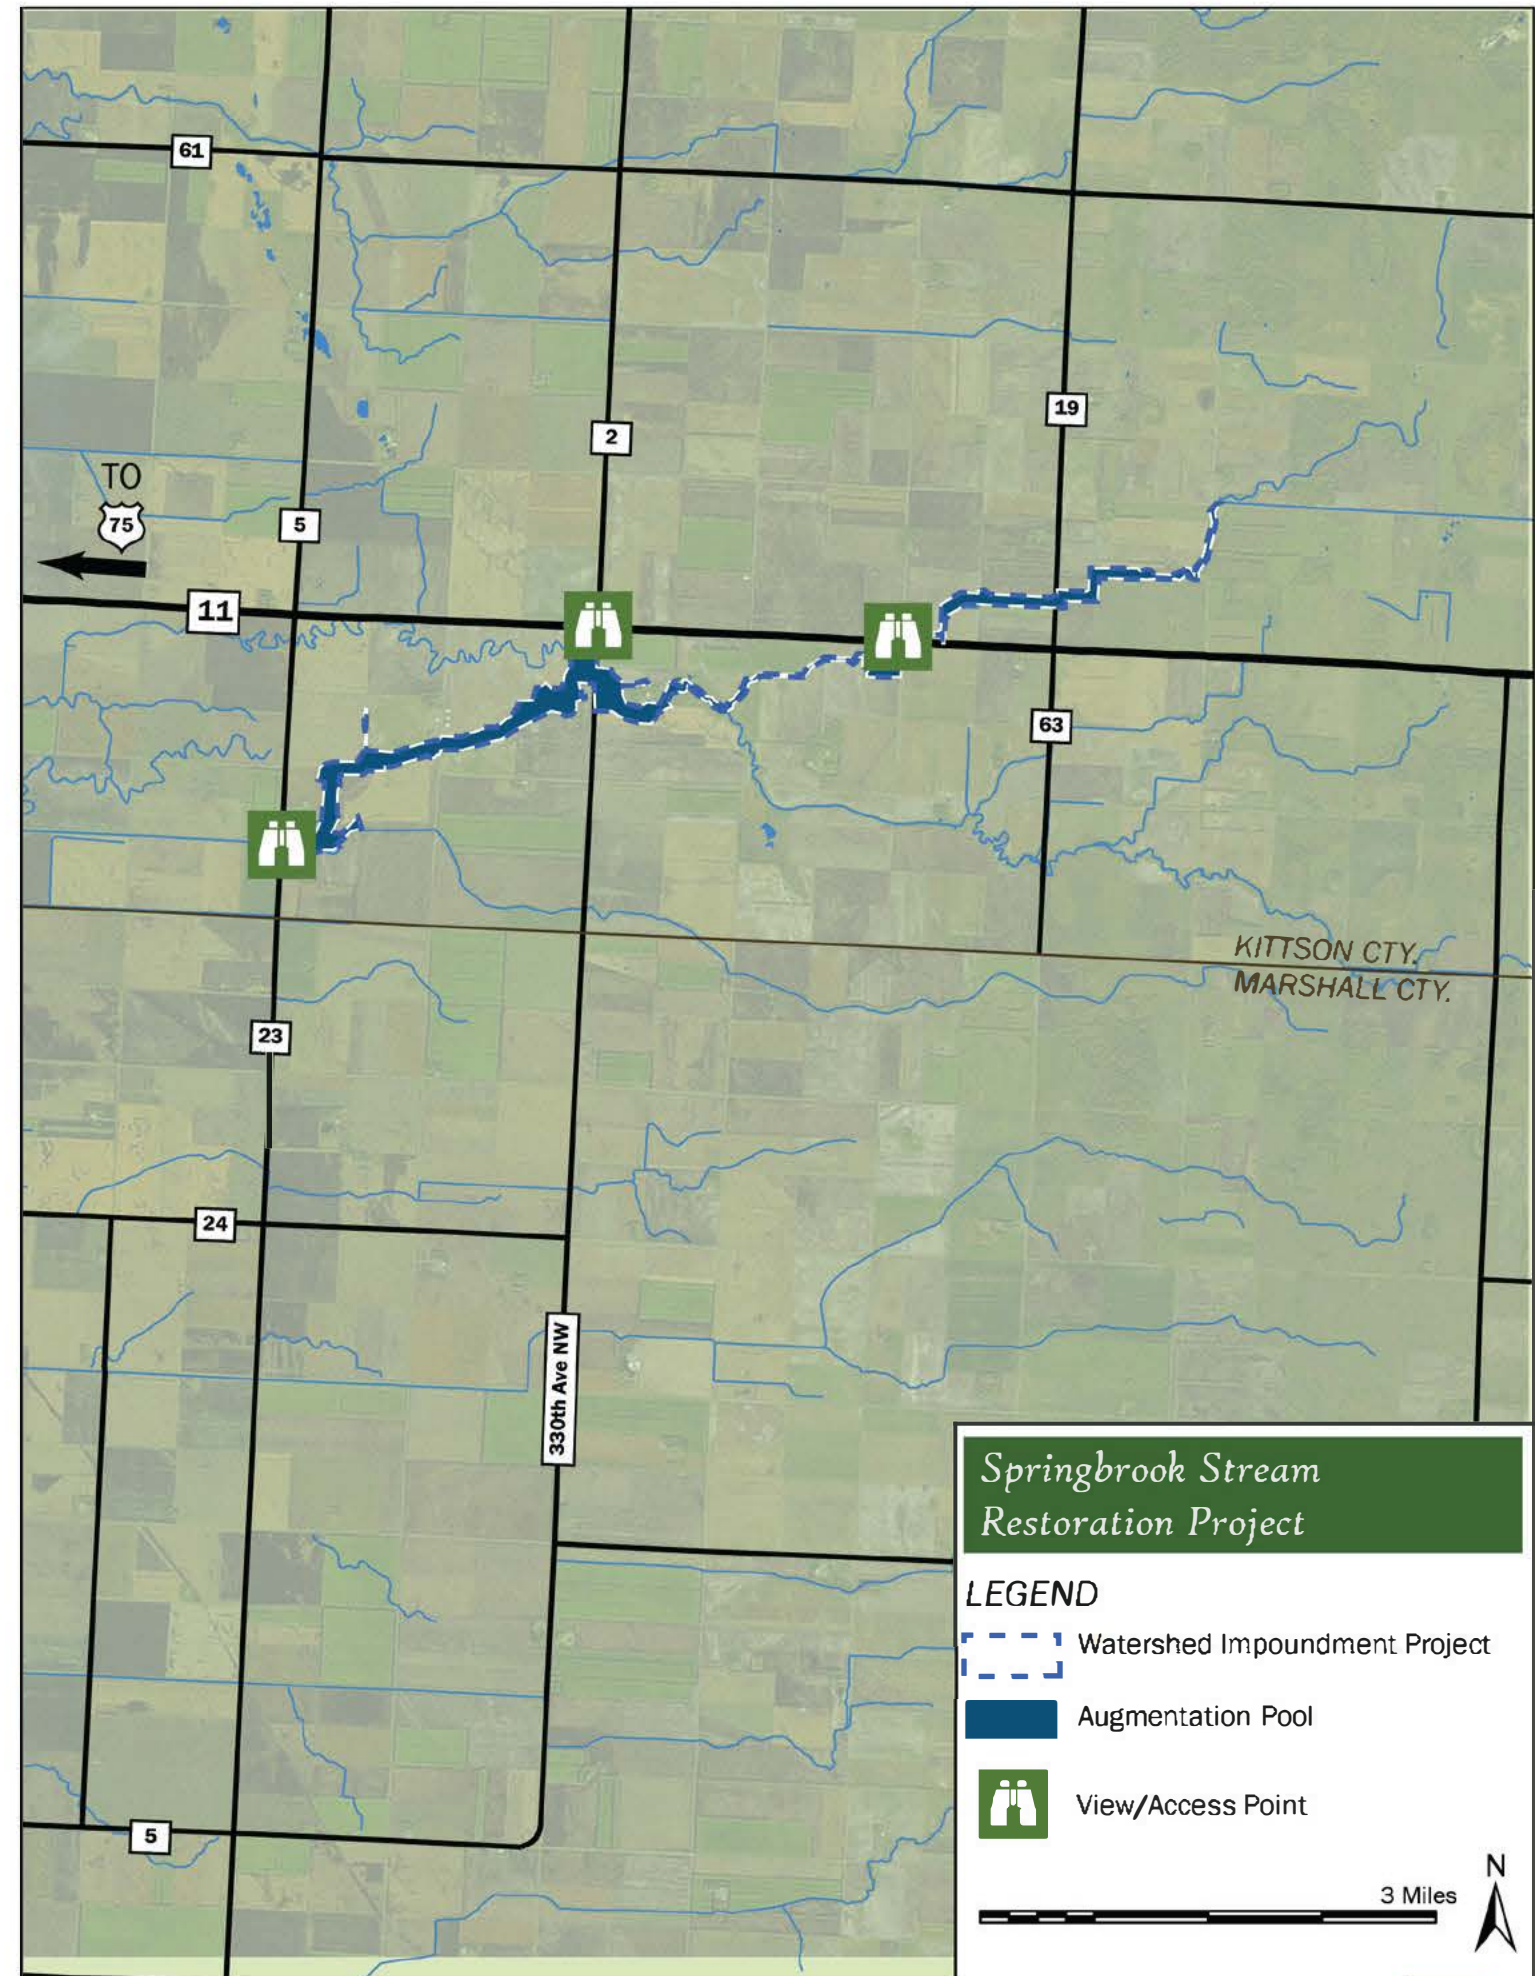 61
2
19
TO
75
5
11
63
KITTSON CTY.
MARSHALL CTY.
23
24
330th Ave NW
5
Springbrook Stream
Restoration Project
LEGEND
Watershed Impoundment Project
Augmentation Pool
View/Access Point
3 Miles
N